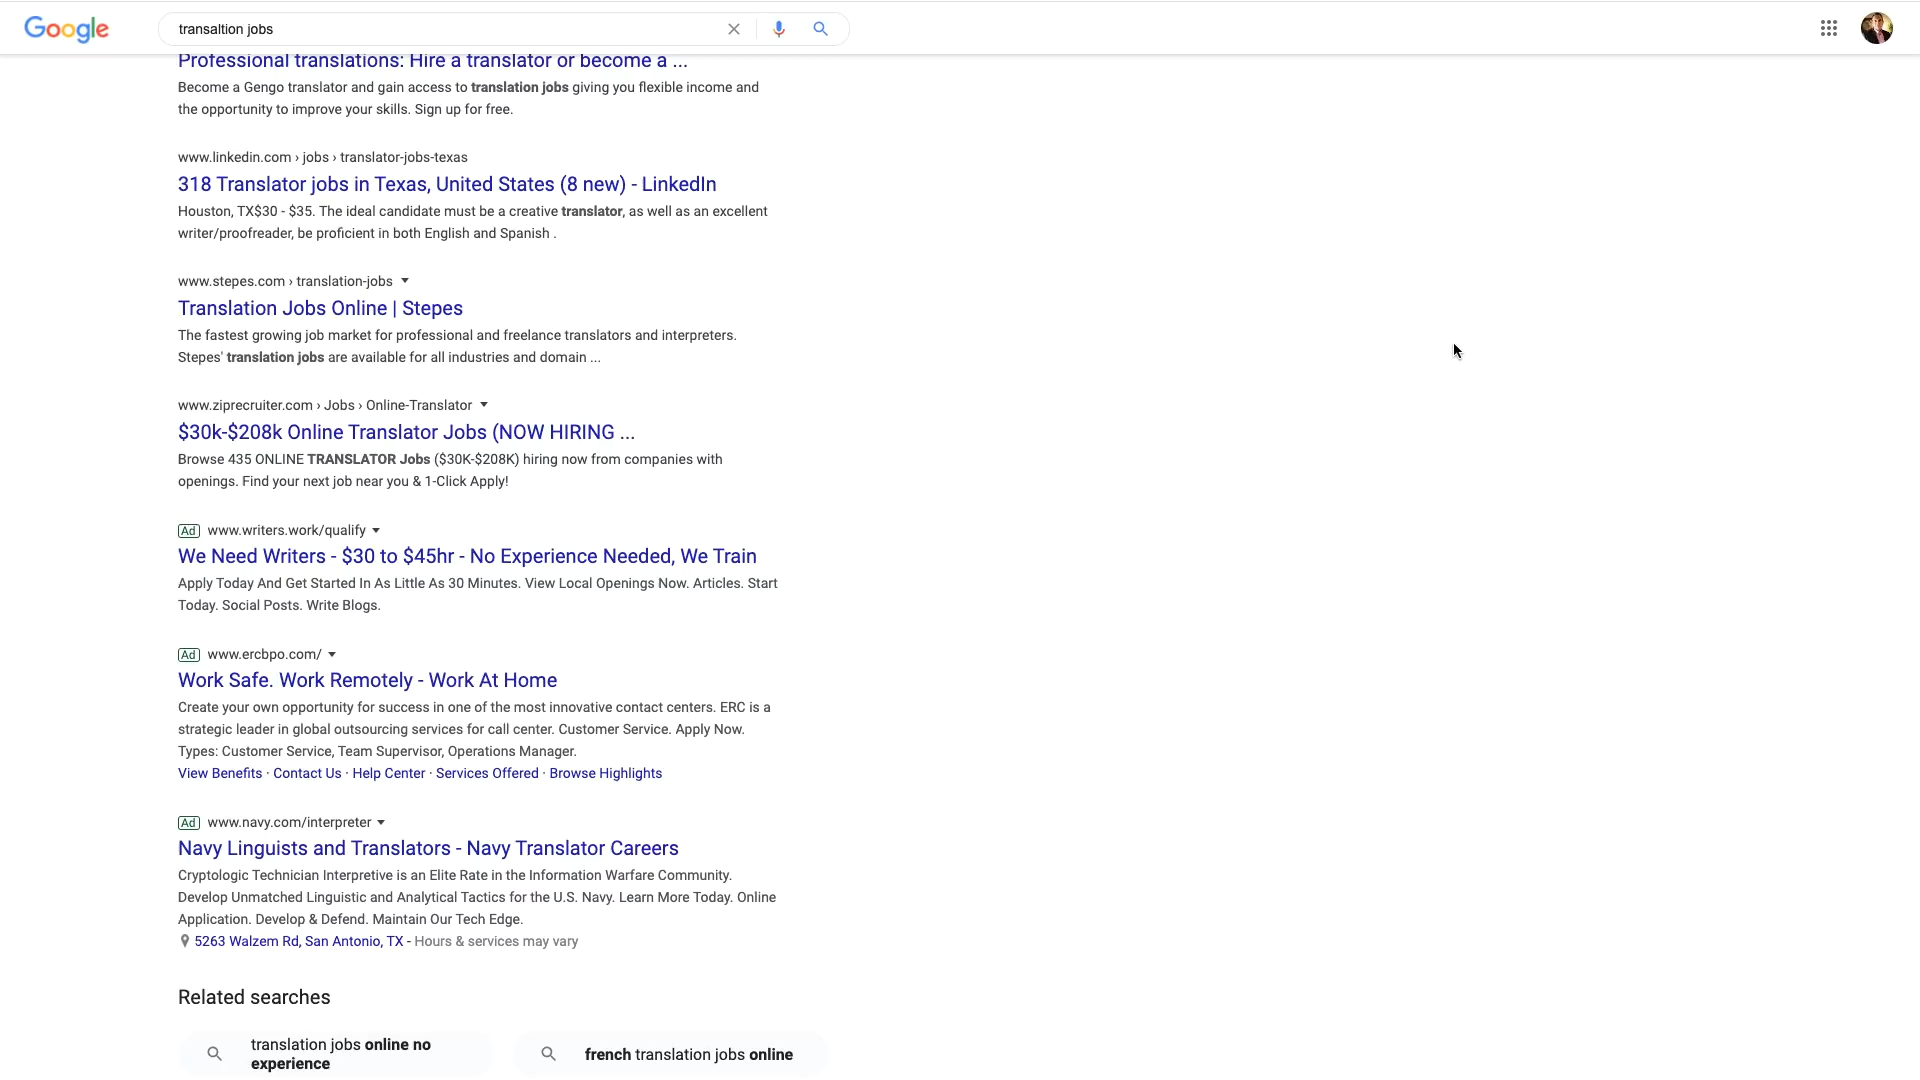 Google
transaltion jobs
Professional translations: Hire a translator or become a ...
Become a Gengo translator and gain access to translation jobs giving you flexible income and
the opportunity to improve your skills. Sign up for free.
www.linkedin.com › jobs › translator-jobs-texas
318 Translator jobs in Texas, United States (8 new) - LinkedIn
Houston, TX$30 - $35. The ideal candidate must be a creative translator, as well as an excellent
writer/proofreader, be proficient in both English and Spanish .
www.stepes.com › translation-jobs
Translation Jobs Online | Stepes
The fastest growing job market for professional and freelance translators and interpreters.
Stepes' translation jobs are available for all industries and domain ...
www.ziprecruiter.com › Jobs › Online-Translator
$30k-$208k Online Translator Jobs (NOW HIRING ...
Browse 435 ONLINE TRANSLATOR Jobs ($30K-$208K) hiring now from companies with
openings. Find your next job near you & 1-Click Apply!
Ad www.writers.work/qualify
We Need Writers - $30 to $45hr - No Experience Needed, We Train
Apply Today And Get Started In As Little As 30 Minutes. View Local Openings Now. Articles. Start
Today. Social Posts. Write Blogs.
Ad www.ercbpo.com/
Work Safe. Work Remotely - Work At Home
Create your own opportunity for success in one of the most innovative contact centers. ERC is a
strategic leader in global outsourcing services for call center. Customer Service. Apply Now.
Types: Customer Service, Team Supervisor, Operations Manager.
View Benefits · Contact Us · Help Center · Services Offered · Browse Highlights
Ad www.navy.com/interpreter
Navy Linguists and Translators - Navy Translator Careers
Cryptologic Technician Interpretive is an Elite Rate in the Information Warfare Community.
Develop Unmatched Linguistic and Analytical Tactics for the U.S. Navy. Learn More Today. Online
Application. Develop & Defend. Maintain Our Tech Edge.
5263 Walzem Rd, San Antonio, TX - Hours & services may vary
Related searches
translation jobs online no
experience
french translation jobs online